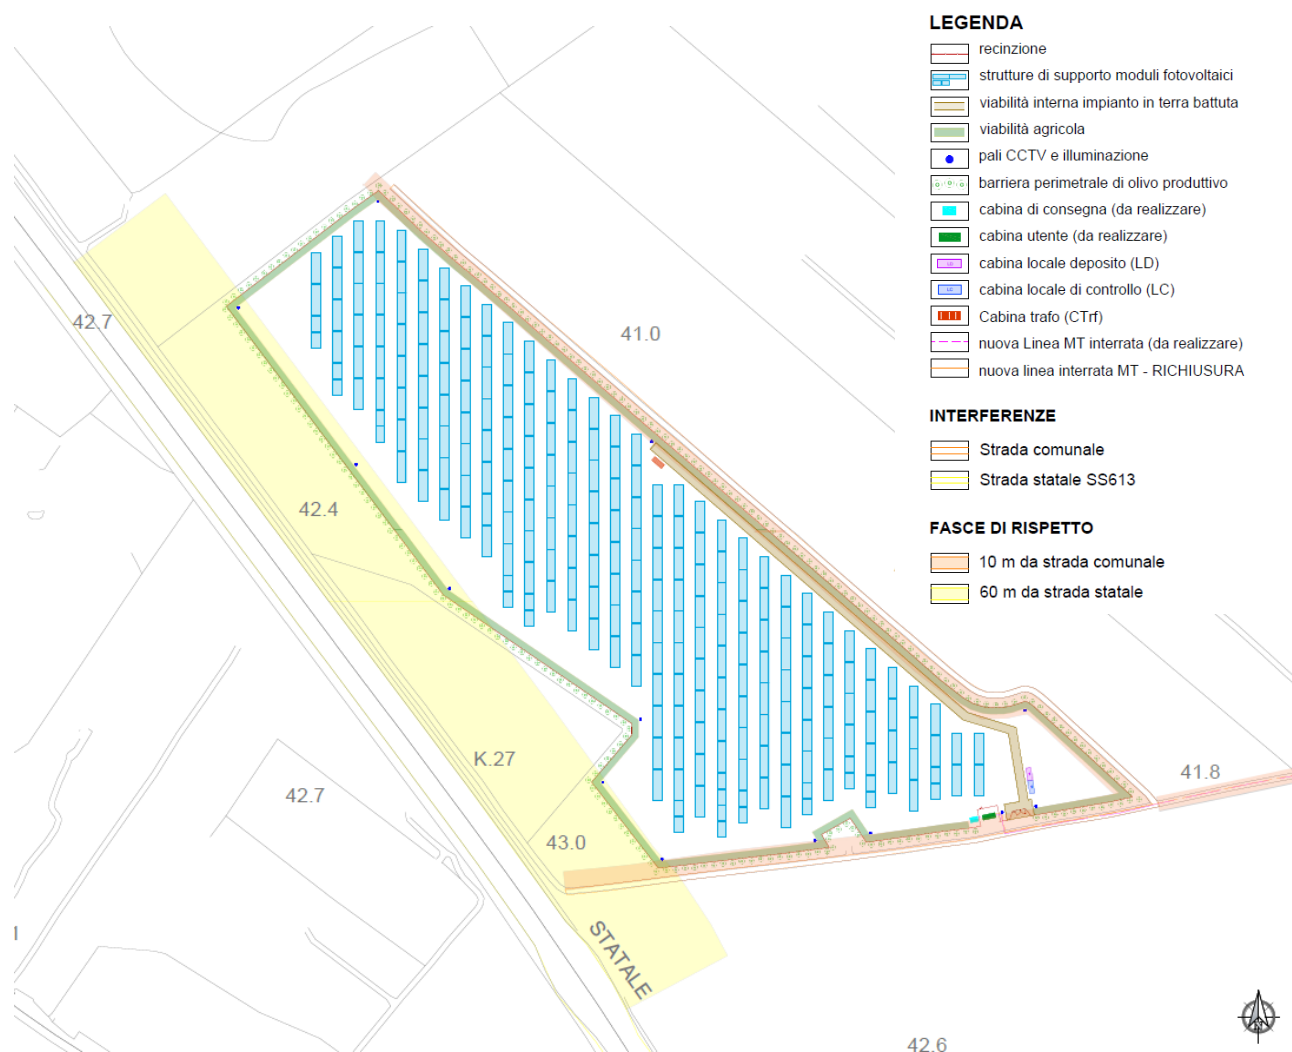 LEGENDA
recinzione
strutture di supporto moduli fotovoltaici
viabilità interna impianto in terra battuta
viabilità agricola
pali CCTV e illuminazione
barriera perimetrale di olivo produttivo
cabina di consegna (da realizzare)
cabina utente (da realizzare)
cabina locale deposito (LD)
cabina locale di controllo (LC)
Cabina trafo (CTrf)
nuova Linea MT interrata (da realizzare)
nuova linea interrata MT - RICHIUSURA
INTERFERENZE
Strada comunale
Strada statale SS613
FASCE DI RISPETTO
10 m da strada comunale
60 m da strada statale
42.7
41.0
42.4
K.27
42.7
41.8
43.0
STATALE
42.6